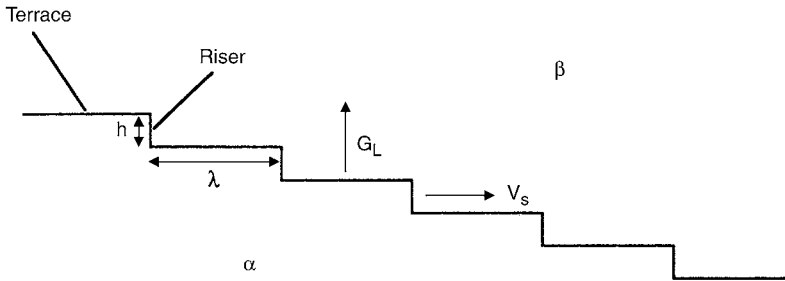 Terrace
Riser
β
h
G_L
λ
V_s
α